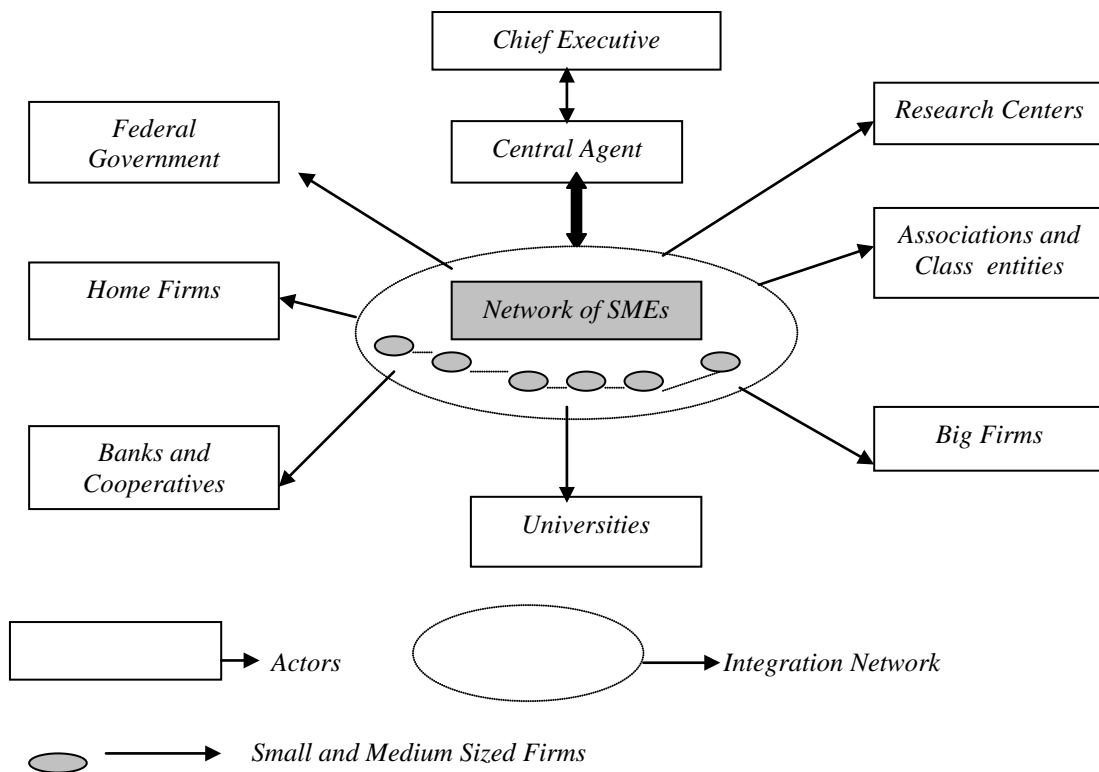 Chief Executive
Federal
Government
Central Agent
Research Centers
Associations and
Class entities
Home Firms
Network of SMEs
Banks and
Cooperatives
Big Firms
Universities
Actors
Integration Network
Small and Medium Sized Firms